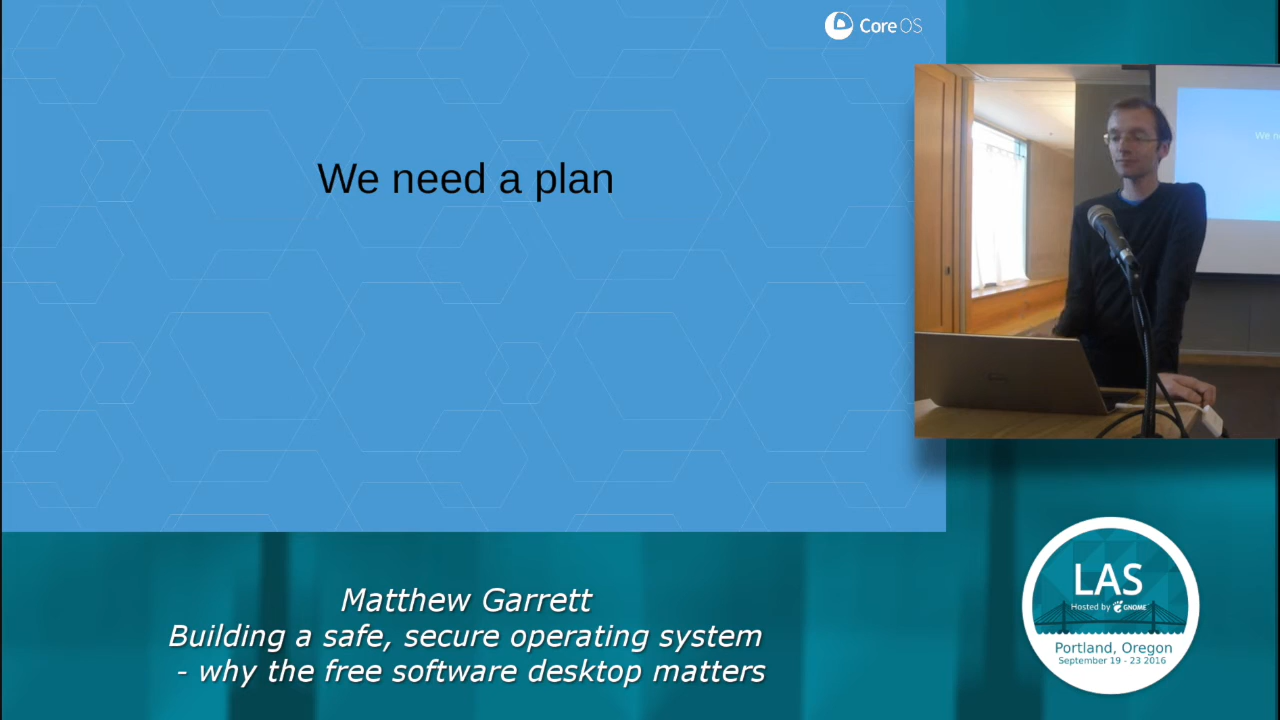 CoreOS
We need a plan
We n
Matthew Garrett
Building a safe, secure operating system
- why the free software desktop matters
LAS
Hosted by GNOME
Portland, Oregon
September 19 - 23 2016